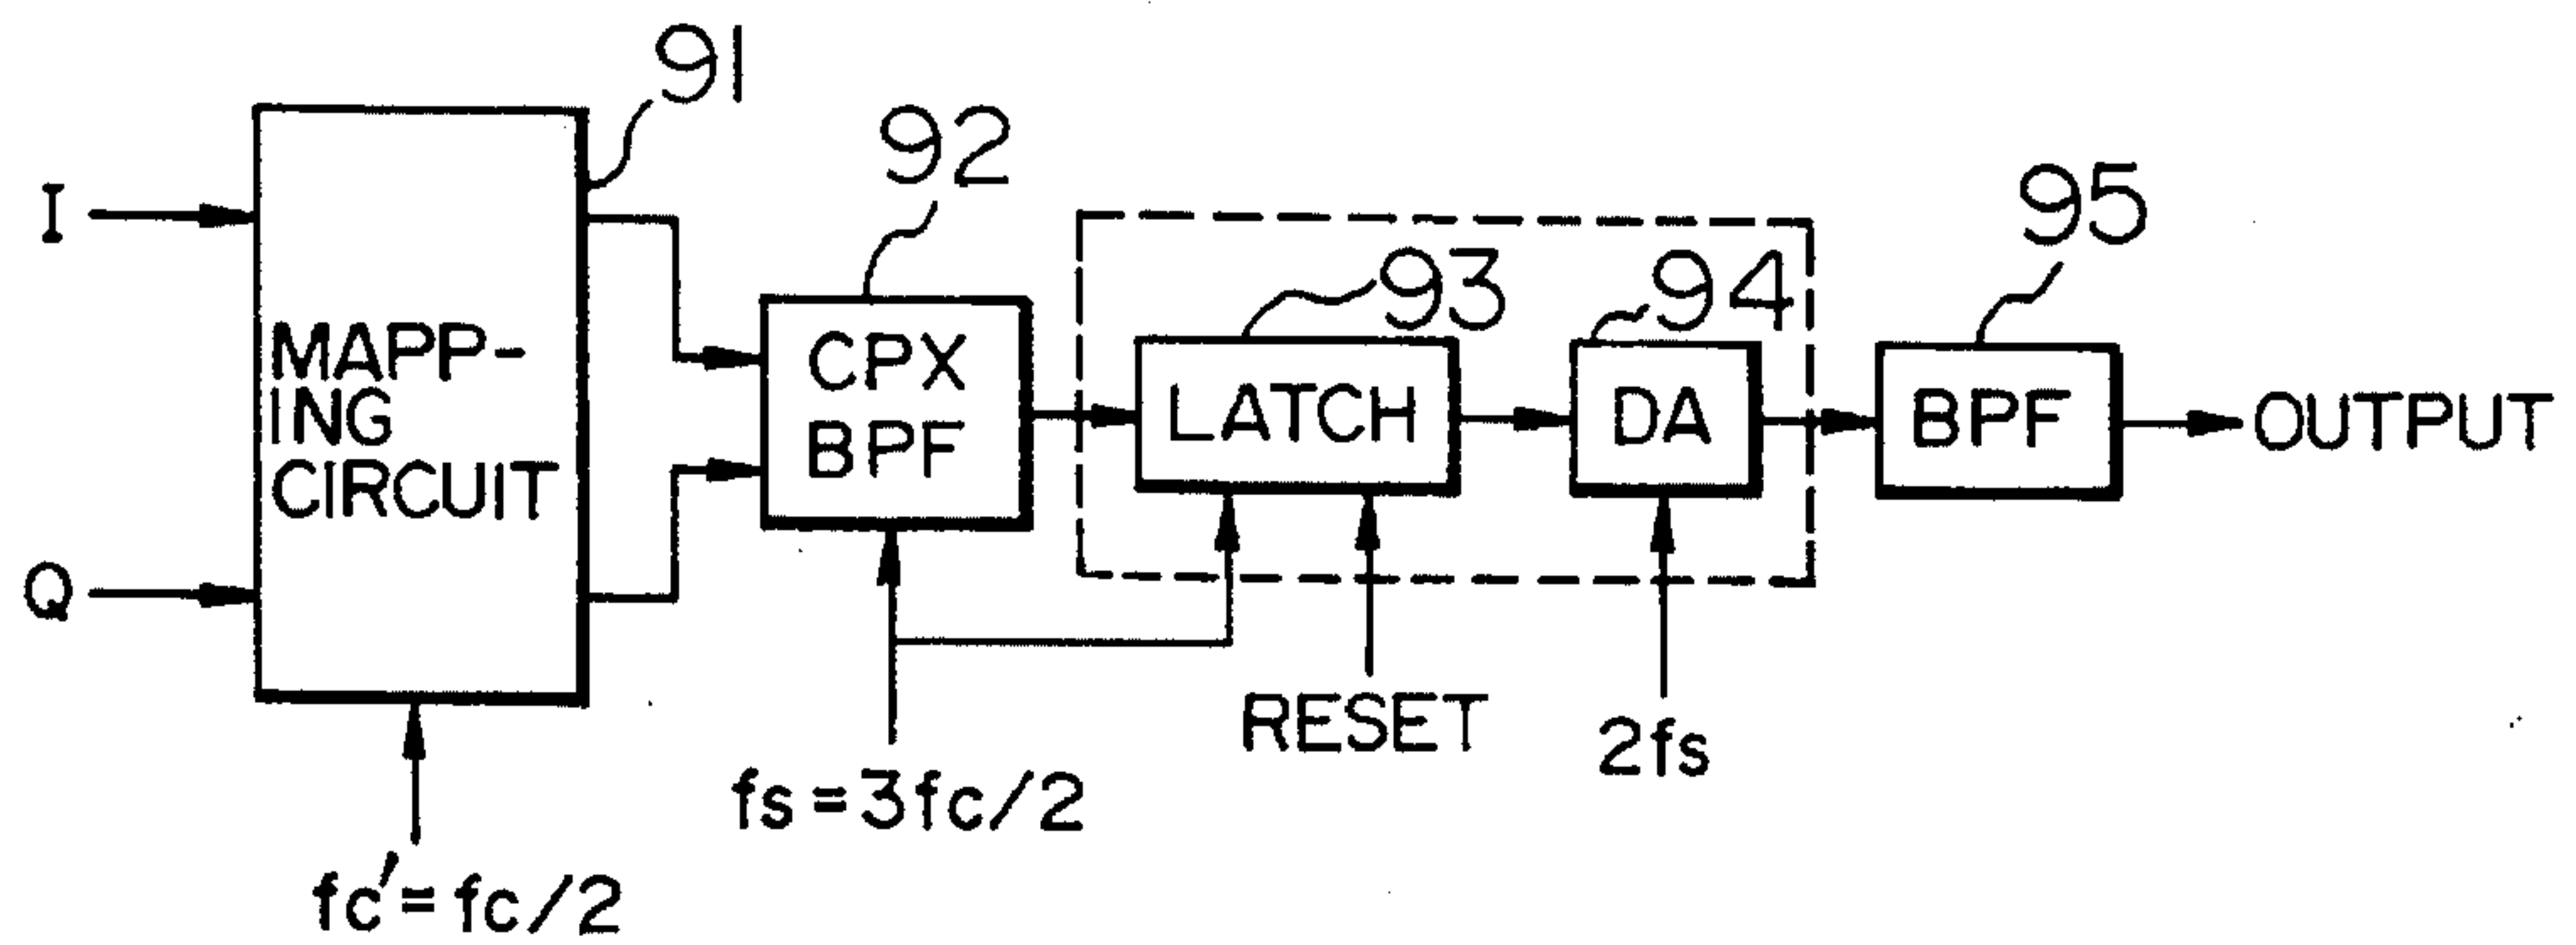 91
92
95
93
94
I
MAPP-
ING
CIRCUIT
CPX
BPF
LATCH
DA
BPF
OUTPUT
Q
RESET
2fs
fs=3fc/2
fc'=fc/2